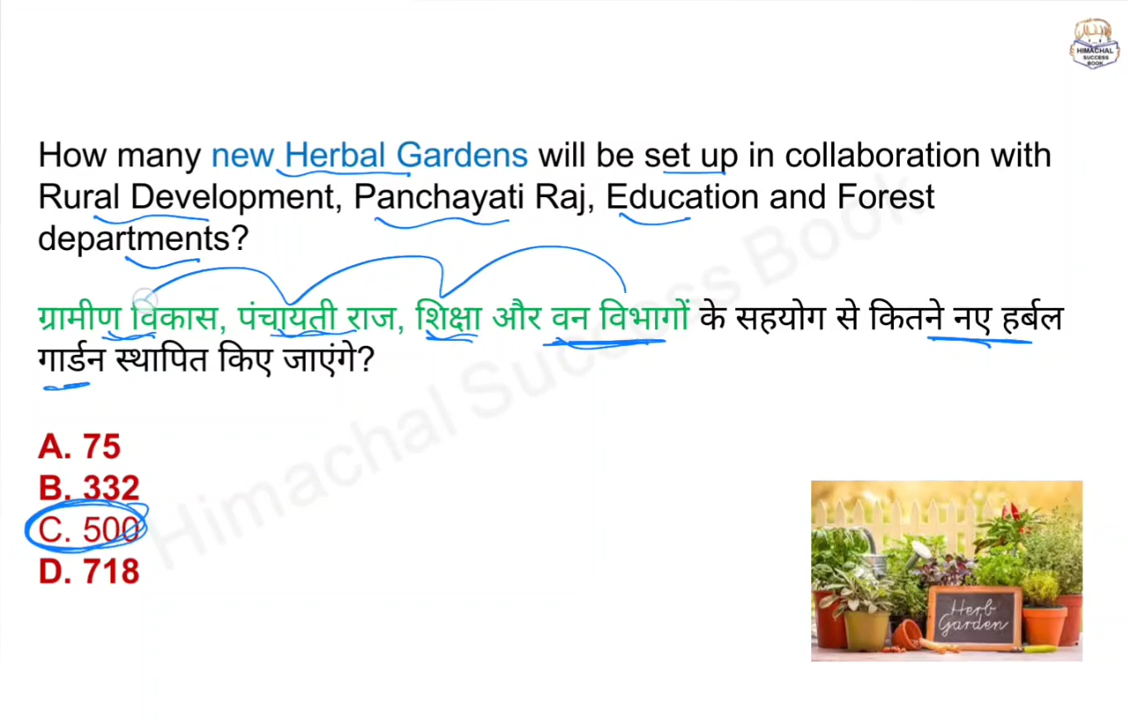 HIMACHAL
SUCCESS
BOOK
How many new Herbal Gardens will be set up in collaboration with
Rural Development, Panchayati Raj, Education and Forest
departments?
ग्रामीण विकास, पंचायती राज, शिक्षा और वन विभागों के सहयोग से कितने नए हर्बल
गार्डन स्थापित किए जाएंगे?
Himachal Success Book
A. 75
B. 332
C. 500
D. 718
Herb
Garden